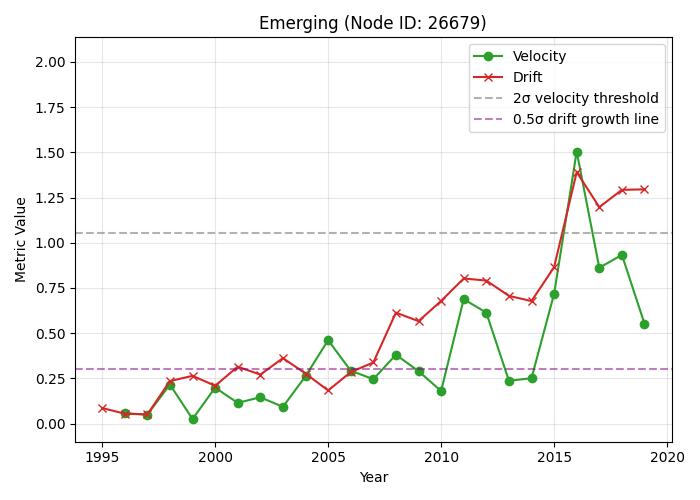 Emerging (Node ID: 26679)
Velocity
Drift
2σ velocity threshold
0.5σ drift growth line
Metric Value
2.00
1.75
1.50
1.25
1.00
0.75
0.50
0.25
0.00
1995 2000 2005 2010 2015 2020
Year